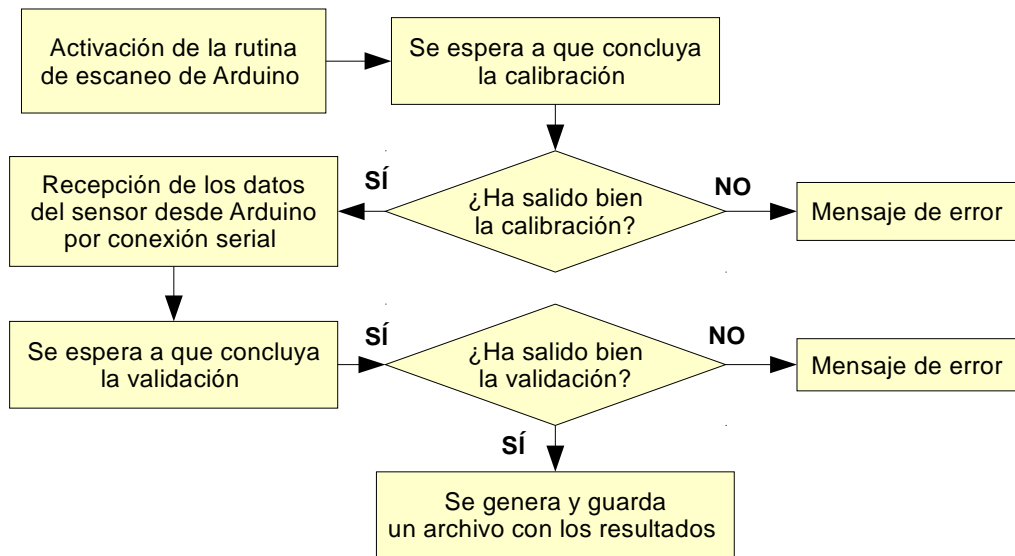 Activación de la rutina
de escaneo de Arduino
Se espera a que concluya
la calibración
¿Ha salido bien
la calibración?
SÍ
NO
Mensaje de error
Recepción de los datos
del sensor desde Arduino
por conexión serial
Se espera a que concluya
la validación
SÍ
¿Ha salido bien
la validación?
NO
Mensaje de error
SÍ
Se genera y guarda
un archivo con los resultados